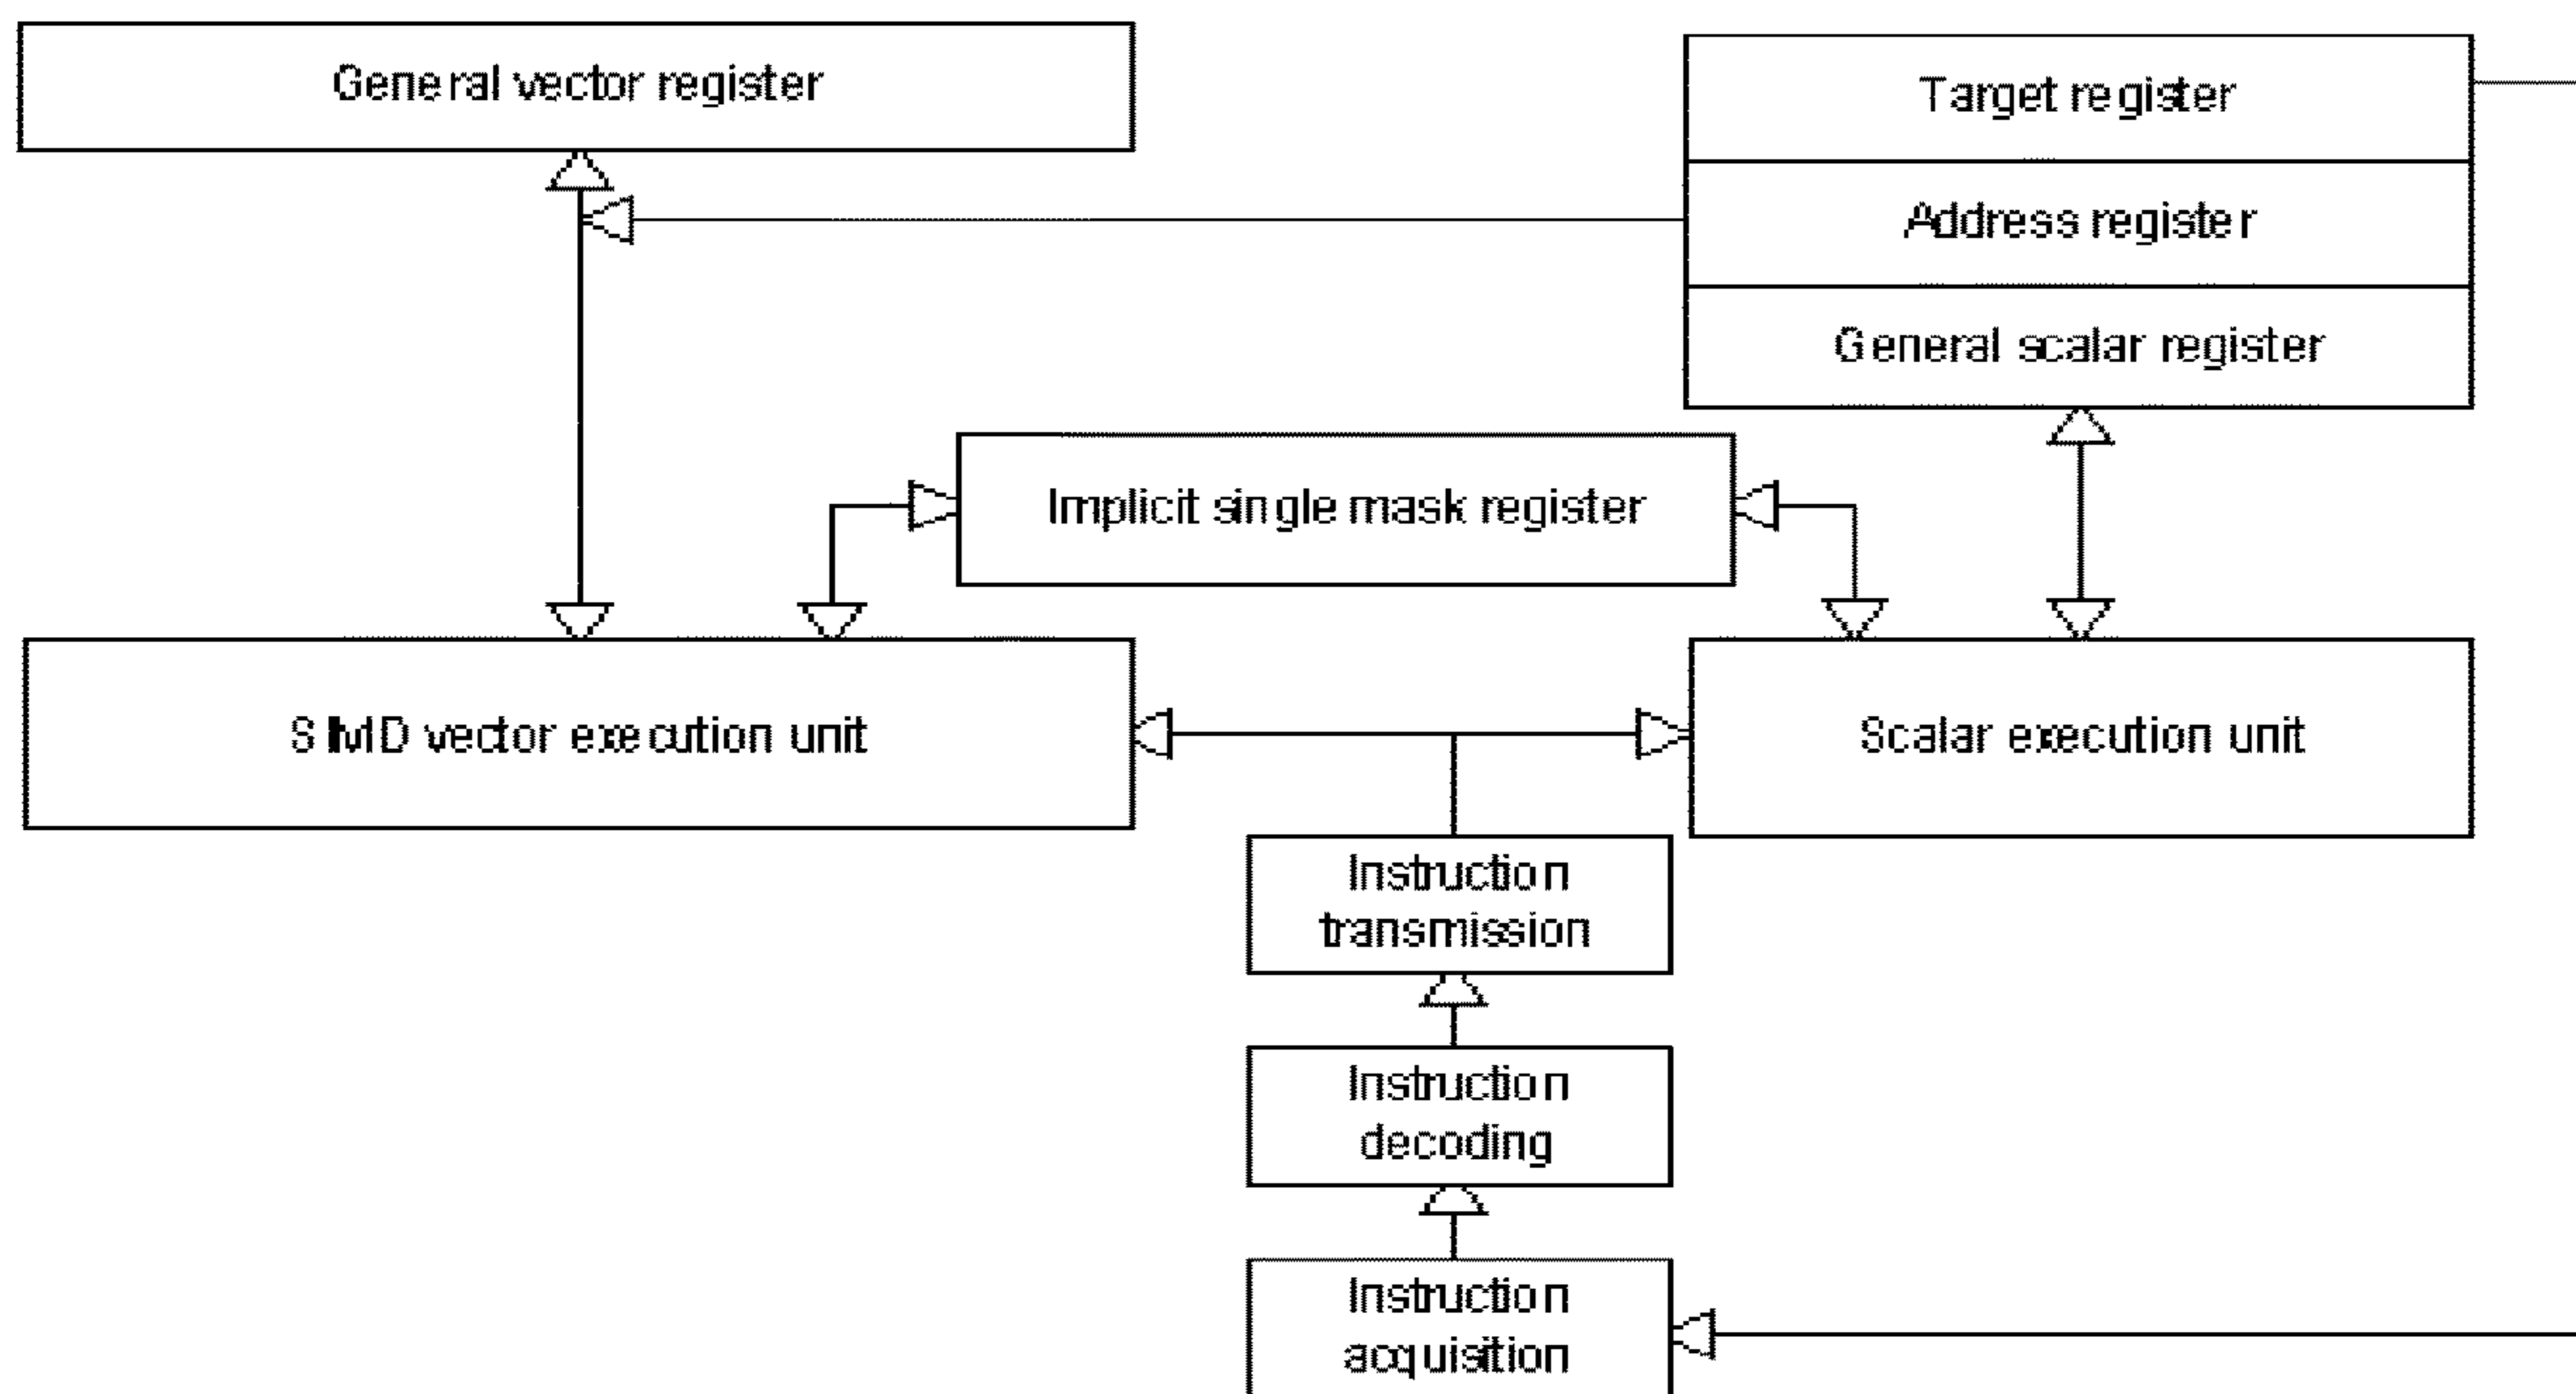 General vector register
Target register
Address register
General scalar register
Implicit single mask register
SIMD vector execution unit
Scalar execution unit
Instruction
transmission
Instruction
decoding
Instruction
acquisition